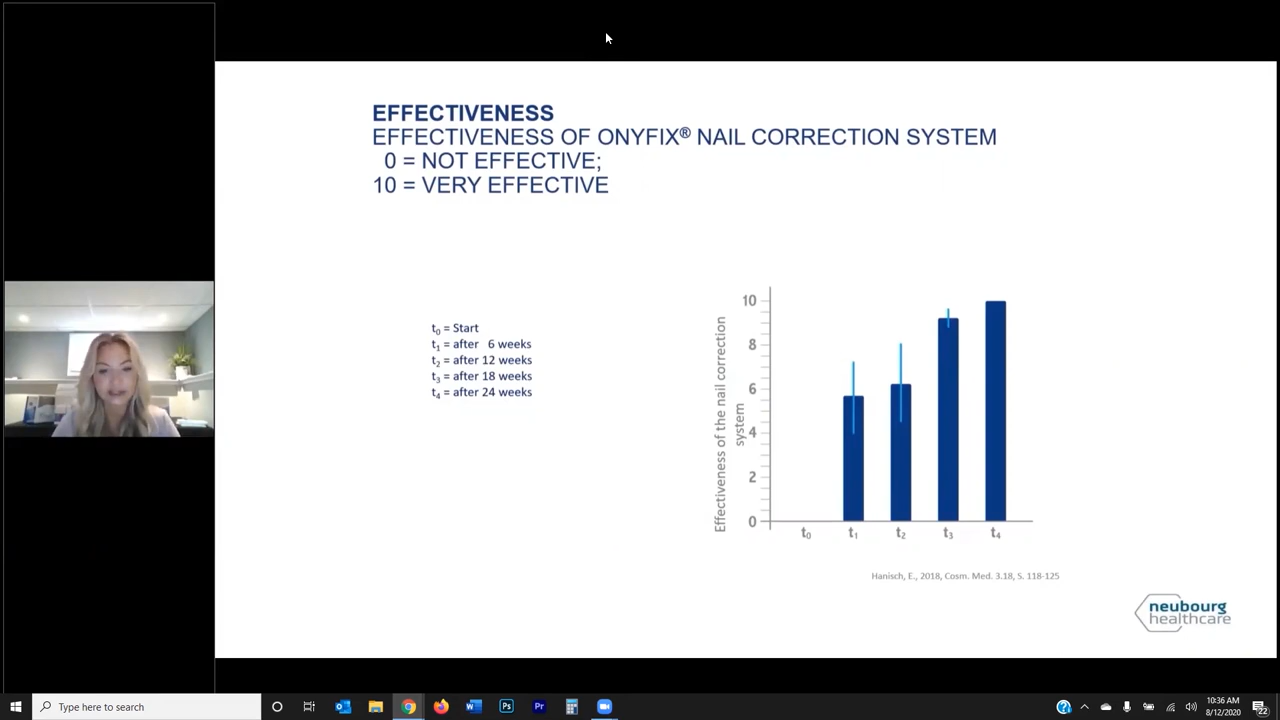 EFFECTIVENESS
EFFECTIVENESS OF ONYFIX® NAIL CORRECTION SYSTEM
0 = NOT EFFECTIVE;
10 = VERY EFFECTIVE
t0 = Start
t1 = after 6 weeks
t2 = after 12 weeks
t3 = after 18 weeks
t4 = after 24 weeks
Effectiveness of the nail correction
system
10
8
6
4
2
0
t0 t1 t2 t3 t4
Hanisch, E., 2018, Cosm. Med. 3.18, S. 118-125
neubourg
healthcare
Type here to search
W
Ps
Pr
10:36 AM
8/12/2020
22